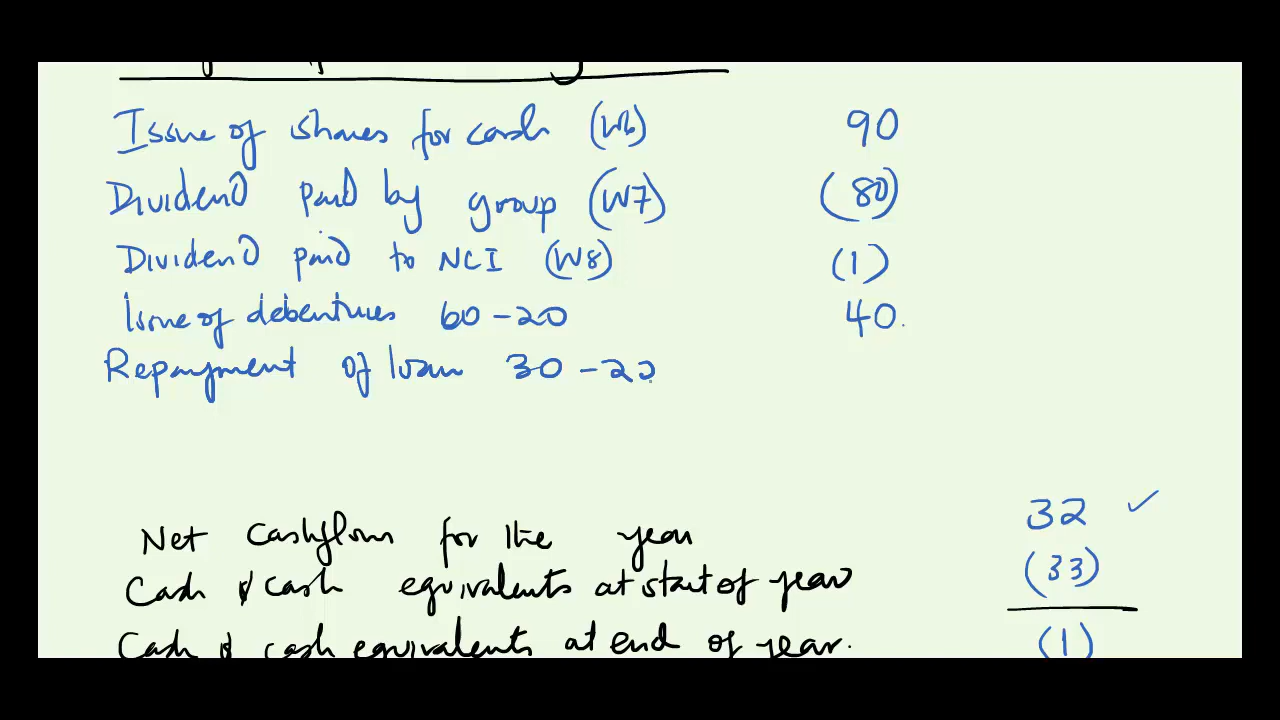 Issue of shares for cash (W6) 90
Dividend paid by group (W7) (80)
Dividend paid to NCI (W8) (1)
Issue of debentures 60-20 40.
Repayment of loan 30-22
32 ✓
Net cashflow for the year
(33)
Cash & cash equivalents at start of year
Cash & cash equivalents at end of year. (1)